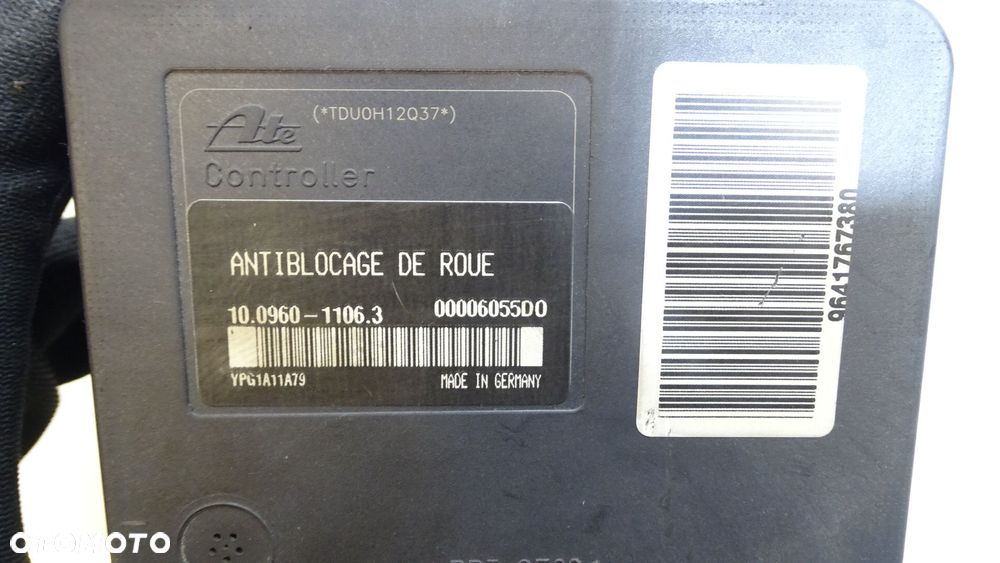 (*TDU0H12Q37*)
Ate
Controller
ANTIBLOCAGE DE ROUE
10.0960-1106.3 00006055D0
YPG1A11A79 MADE IN GERMANY
9641767380
OTOMOTO